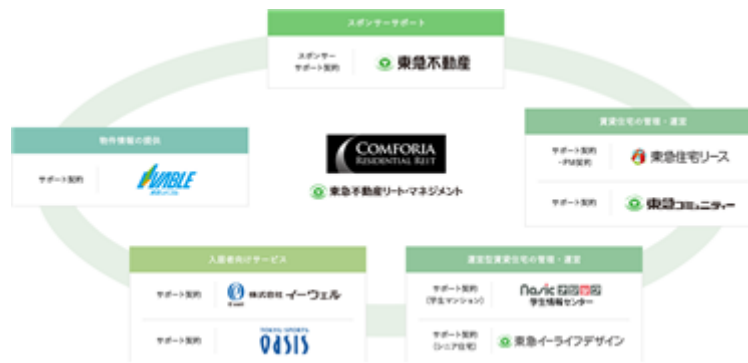 スポンサーサポート
スポンサー
サポート契約
東急不動産
物件情報の提供
サポート契約
VABLE
COMFORIA
RESIDENTIAL REIT
東急不動産リート・マネジメント
賃貸住宅の管理・運営
サポート契約
・PM契約
東急住宅リース
サポート契約
東急コミュニティー
入居者向けサービス
サポート契約
株式会社イーウェル
サポート契約
TOKYU SPORTS
OASIS
運営型賃貸住宅の管理・運営
サポート契約
(学生マンション)
Nasic ナジック
学生情報センター
サポート契約
(シニア住宅)
東急イーライフデザイン